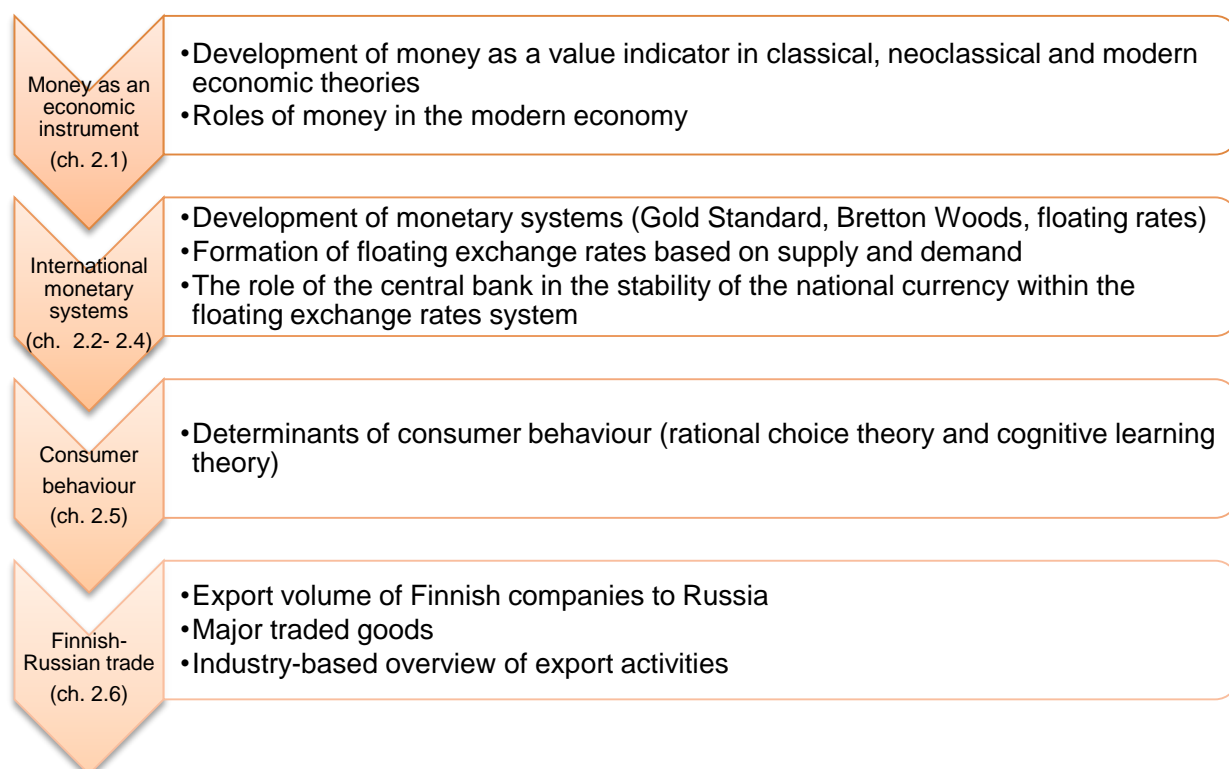 Money as an
economic
instrument
(ch. 2.1)
•Development of money as a value indicator in classical, neoclassical and modern
economic theories
•Roles of money in the modern economy
International
monetary
systems
(ch.  2.2- 2.4)
•Development of monetary systems (Gold Standard, Bretton Woods, floating rates)
•Formation of floating exchange rates based on supply and demand
•The role of the central bank in the stability of the national currency within the
floating exchange rates system
Consumer
behaviour
(ch. 2.5)
•Determinants of consumer behaviour (rational choice theory and cognitive learning
theory)
Finnish-
Russian trade
(ch. 2.6)
•Export volume of Finnish companies to Russia
•Major traded goods
•Industry-based overview of export activities